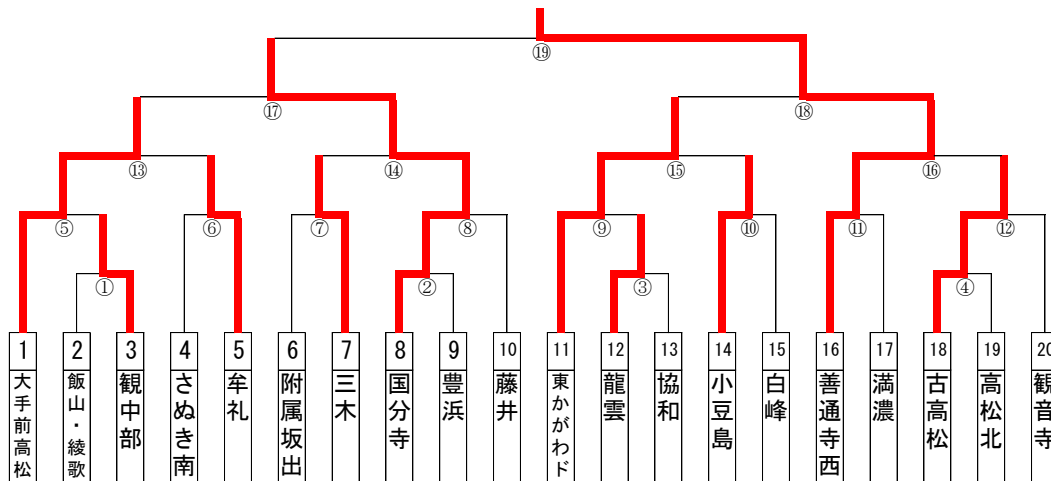 ⑲
⑰
⑱
⑬
⑭
⑮
⑯
⑤
⑥
⑦
⑧
⑨
⑩
⑪
⑫
①
②
③
④
1
2
3
4
5
6
7
8
9
10
11
12
13
14
15
16
17
18
19
20
大手前高松
飯山・綾歌
観中部
さぬき南
牟礼
附属坂出
三木
国分寺
豊浜
藤井
東かがわド
龍雲
協和
小豆島
白峰
善通寺西
満濃
古高松
高松北
観音寺